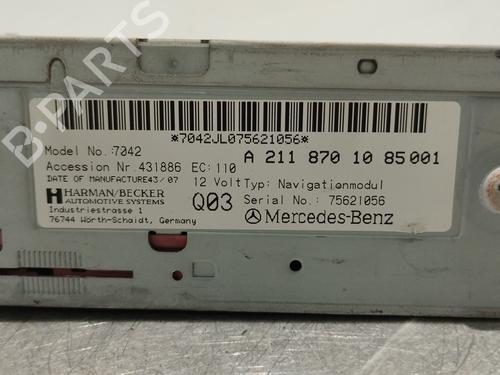 B-PARTS
*7042JL075621056*
Model No.:7042
A 211 870 10 85 001
Accession Nr.431886 EC: 110
DATE OF MANUFACTURE43/07
12 Volt Typ: Navigationmodul
HARMAN/BECKER
AUTOMOTIVE SYSTEMS
Q03
Serial No.: 75621056
Industriestrasse 1
76744 Wörth-Schaidt, Germany
Mercedes-Benz